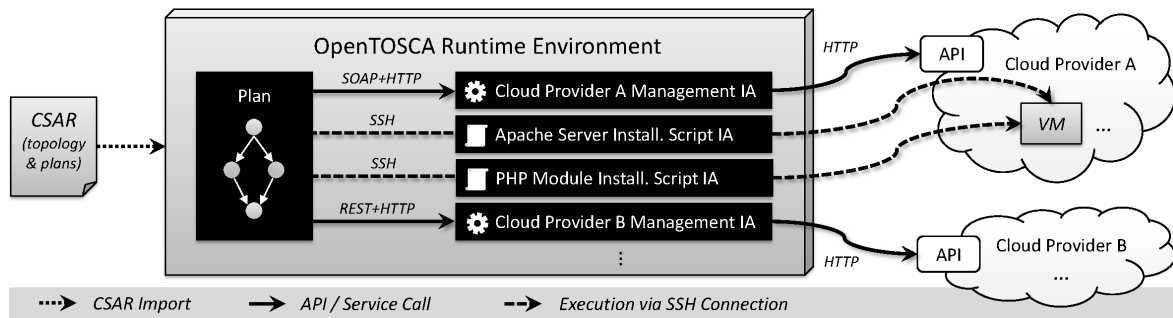 OpenTOSCA Runtime Environment
CSAR
(topology
& plans)
Plan
SOAP+HTTP
SSH
SSH
REST+HTTP
Cloud Provider A Management IA
Apache Server Install. Script IA
PHP Module Install. Script IA
Cloud Provider B Management IA
...
HTTP
HTTP
API
Cloud Provider A
VM
...
API
Cloud Provider B
...
CSAR Import
API / Service Call
Execution via SSH Connection